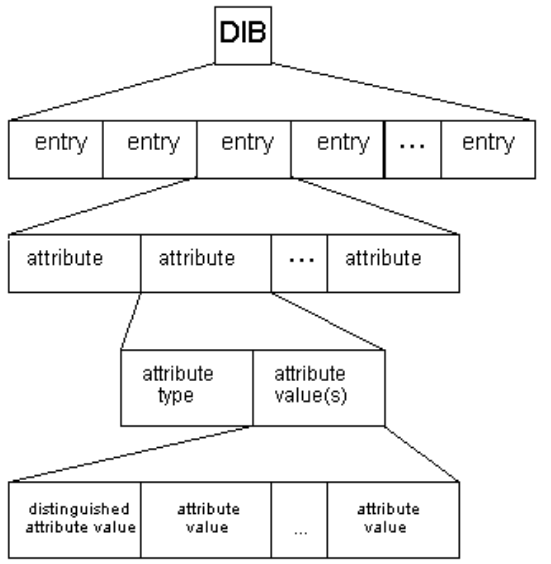 DIB
entry entry entry entry ... entry
attribute attribute ... attribute
attribute attribute
type value(s)
distinguished attribute attribute
attribute value value ... value